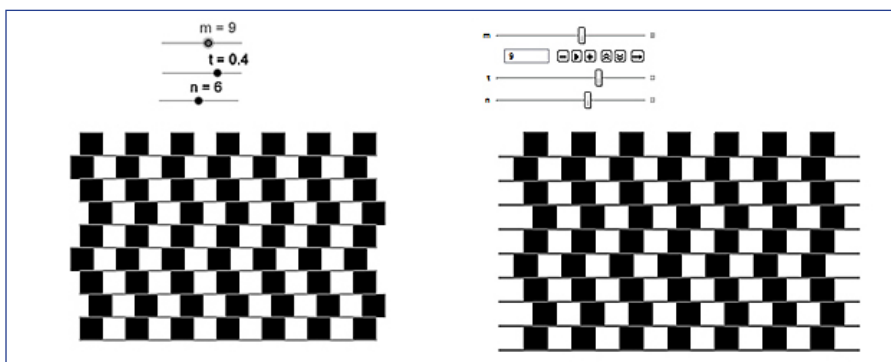 m = 9
t = 0.4
n = 6
m
9
t
n